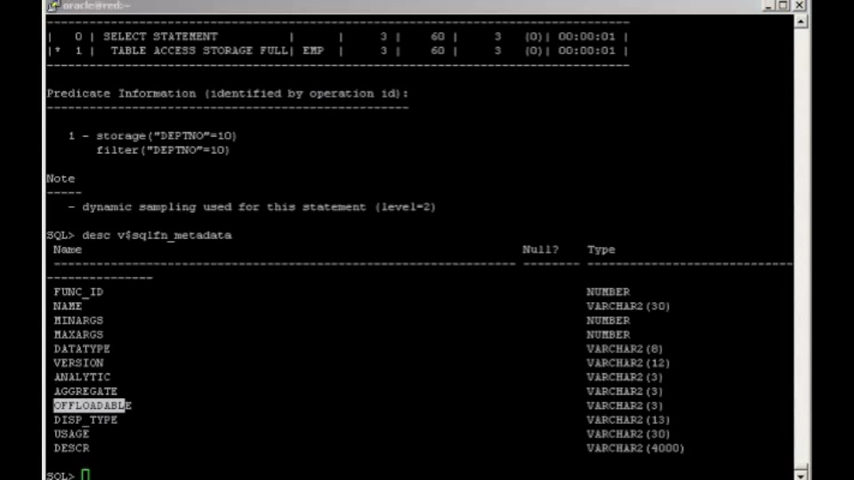 oracle@red:~
| 0 | SELECT STATEMENT | | 3 | 60 | 3 (0)| 00:00:01 |
|* 1 | TABLE ACCESS STORAGE FULL| EMP | 3 | 60 | 3 (0)| 00:00:01 |
Predicate Information (identified by operation id):
1 - storage("DEPTNO"=10)
filter("DEPTNO"=10)
Note
-----
- dynamic sampling used for this statement (level=2)
SQL> desc v$sqlfn_metadata
Name Null? Type
FUNC_ID NUMBER
NAME VARCHAR2(30)
MINARGS NUMBER
MAXARGS NUMBER
DATATYPE VARCHAR2(8)
VERSION VARCHAR2(12)
ANALYTIC VARCHAR2(3)
AGGREGATE VARCHAR2(3)
OFFLOADABLE VARCHAR2(3)
DISP_TYPE VARCHAR2(13)
USAGE VARCHAR2(30)
DESCR VARCHAR2(4000)
SQL>